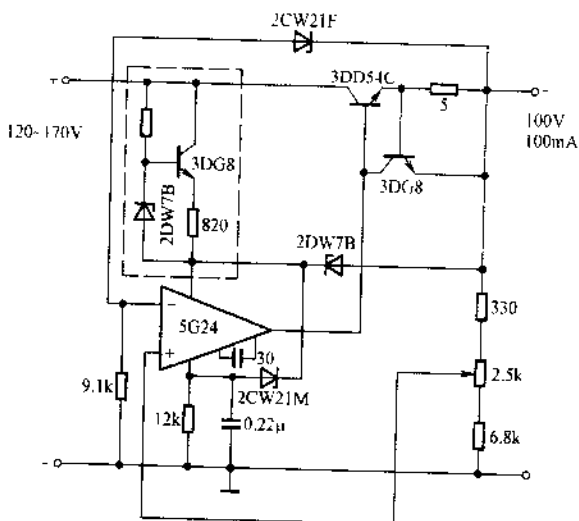 2CW21F
+
3DD54C
-
5
120~170V
100V
100mA
3DG8
3DG8
2DW7B
820
2DW7B
-
5G24
330
+
30
2.5k
9.1k
2CW21M
12k
0.22μ
6.8k
-